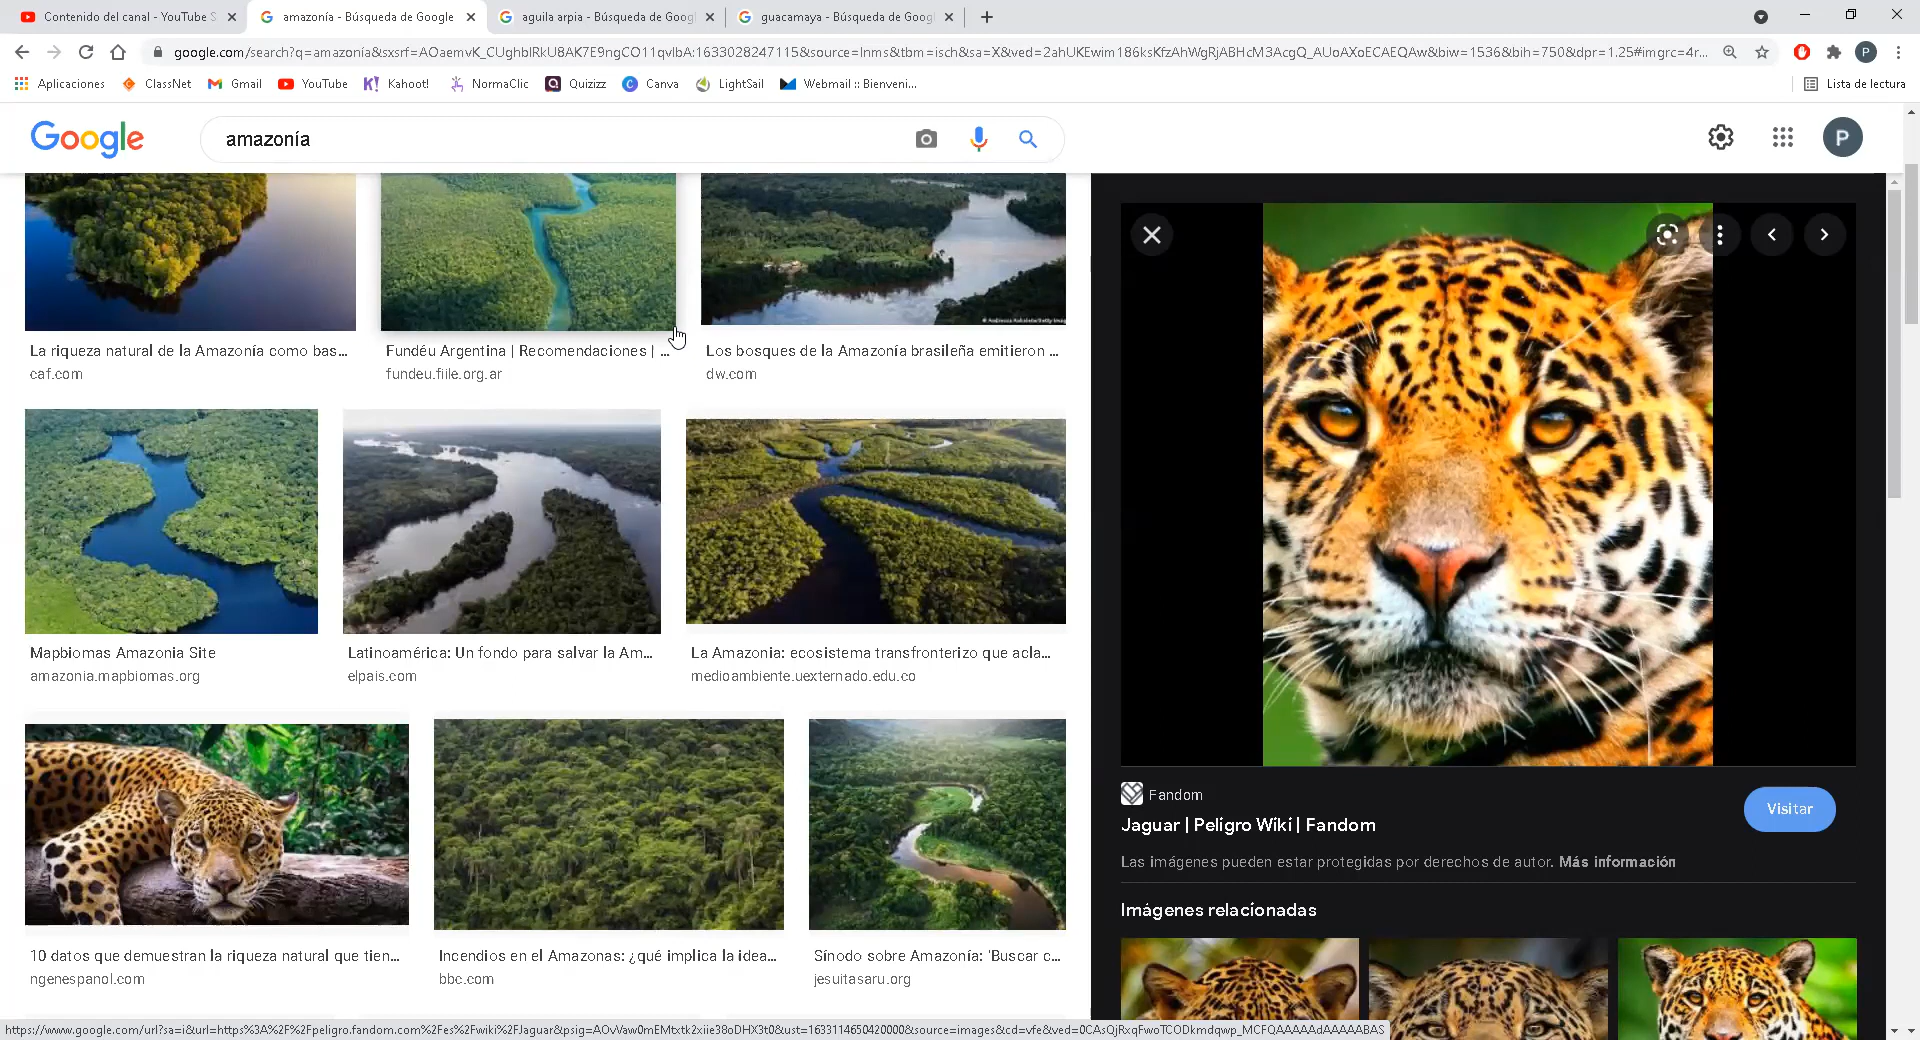 Contenido del canal - YouTube S
amazonía - Búsqueda de Google
aguila arpia - Búsqueda de Googl
guacamaya - Búsqueda de Googl
google.com/search?q=amazonía&sxsrf=AOaemvK_CUghblRkU8AK7E9ngCO11qvlbA:1633028247115&source=lnms&tbm=isch&sa=X&ved=2ahUKEwim186ksKfzAhWgRjABHcM3AcgQ_AUoAXoECAEQAw&biw=1536&bih=750&dpr=1.25#imgrc=4r...
P
Aplicaciones ClassNet Gmail YouTube Kahoot! NormaClic Quizizz Canva LightSail Webmail :: Bienveni... Lista de lectura
Google amazonía P
La riqueza natural de la Amazonía como bas...
caf.com
Fundéu Argentina | Recomendaciones | ...
fundeu.fiile.org.ar
Los bosques de la Amazonía brasileña emitieron ...
dw.com
Mapbiomas Amazonia Site
amazonia.mapbiomas.org
Latinoamérica: Un fondo para salvar la Am...
elpais.com
La Amazonia: ecosistema transfronterizo que acla...
medioambiente.uexternado.edu.co
10 datos que demuestran la riqueza natural que tien...
ngenespanol.com
Incendios en el Amazonas: ¿qué implica la idea...
bbc.com
Sínodo sobre Amazonía: 'Buscar c...
jesuitasaru.org
Fandom
Jaguar | Peligro Wiki | Fandom
Visitar
Las imágenes pueden estar protegidas por derechos de autor. Más información
Imágenes relacionadas
https://www.google.com/url?sa=i&url=https%3A%2F%2Fpeligro.fandom.com%2Fes%2Fwiki%2FJaguar&psig=AOvVaw0mEMtxtk2xiie38oDHX3t0&ust=1633114650420000&source=images&cd=vfe&ved=0CAsQjRxqFwoTCODkmdqwp_MCFQAAAAAdAAAAABAS